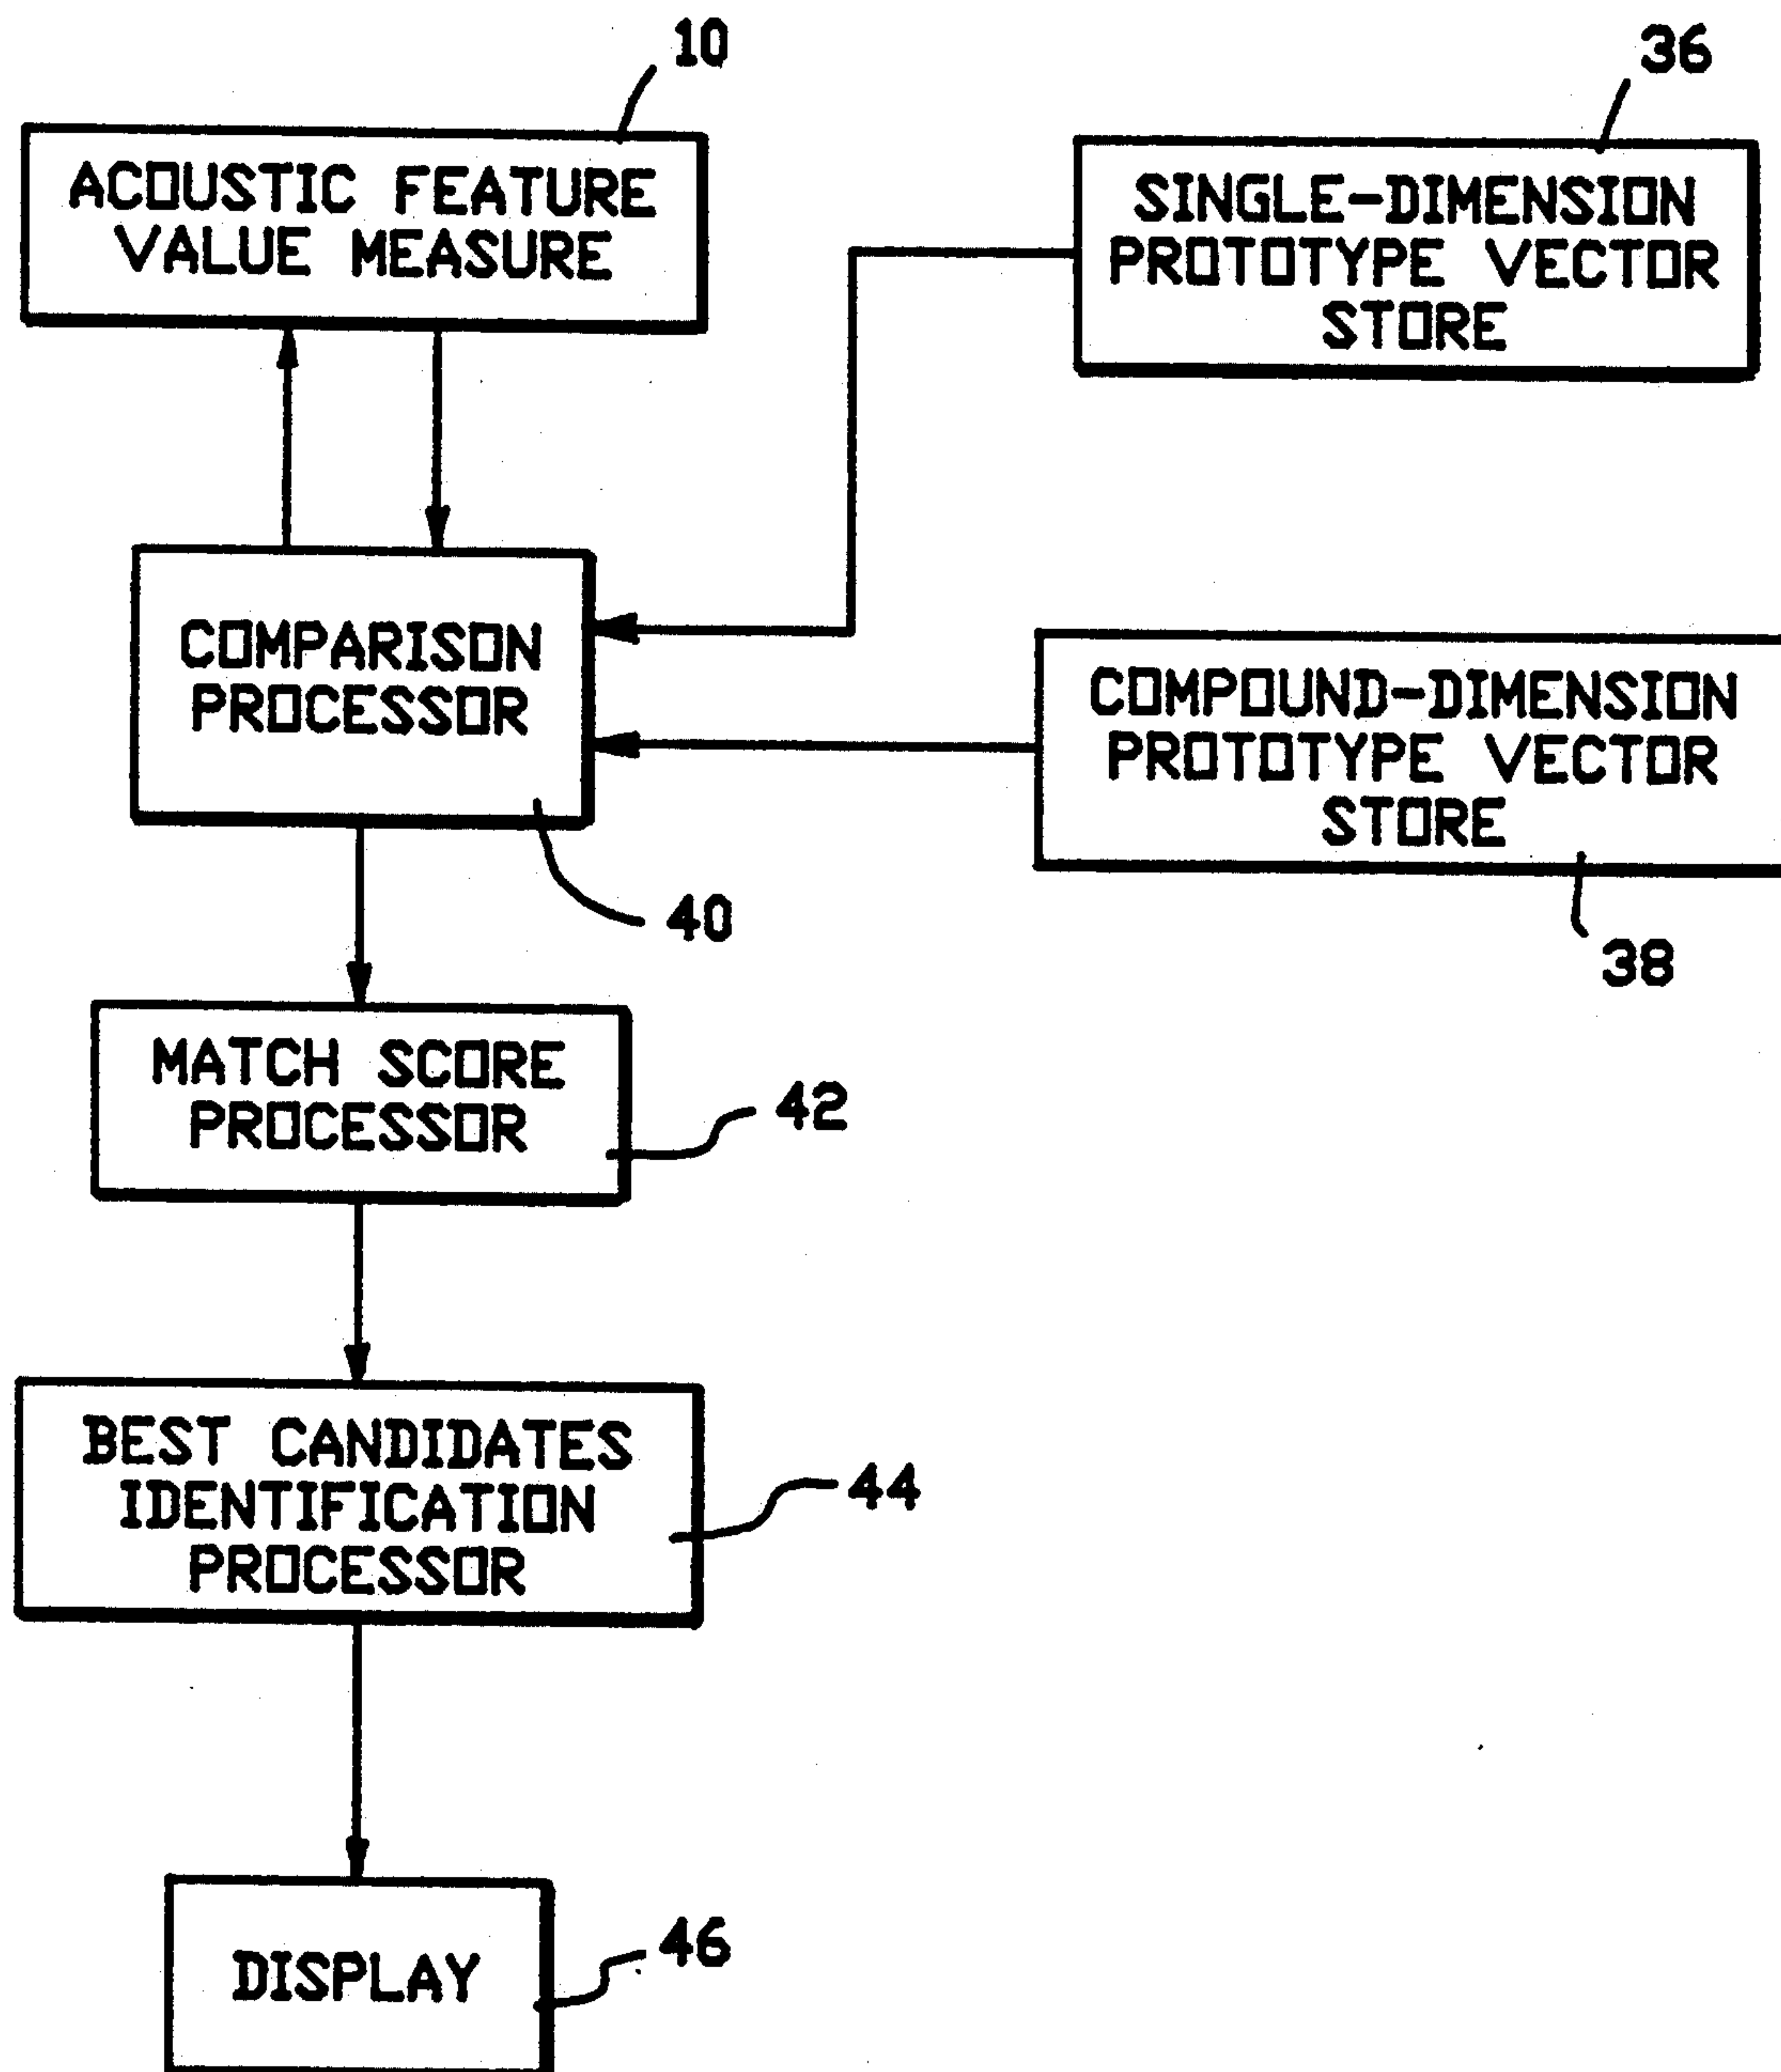 10
ACOUSTIC FEATURE
VALUE MEASURE
36
SINGLE-DIMENSION
PROTOTYPE VECTOR
STORE
COMPARISON
PROCESSOR
40
COMPOUND-DIMENSION
PROTOTYPE VECTOR
STORE
38
MATCH SCORE
PROCESSOR
42
BEST CANDIDATES
IDENTIFICATION
PROCESSOR
44
DISPLAY
46